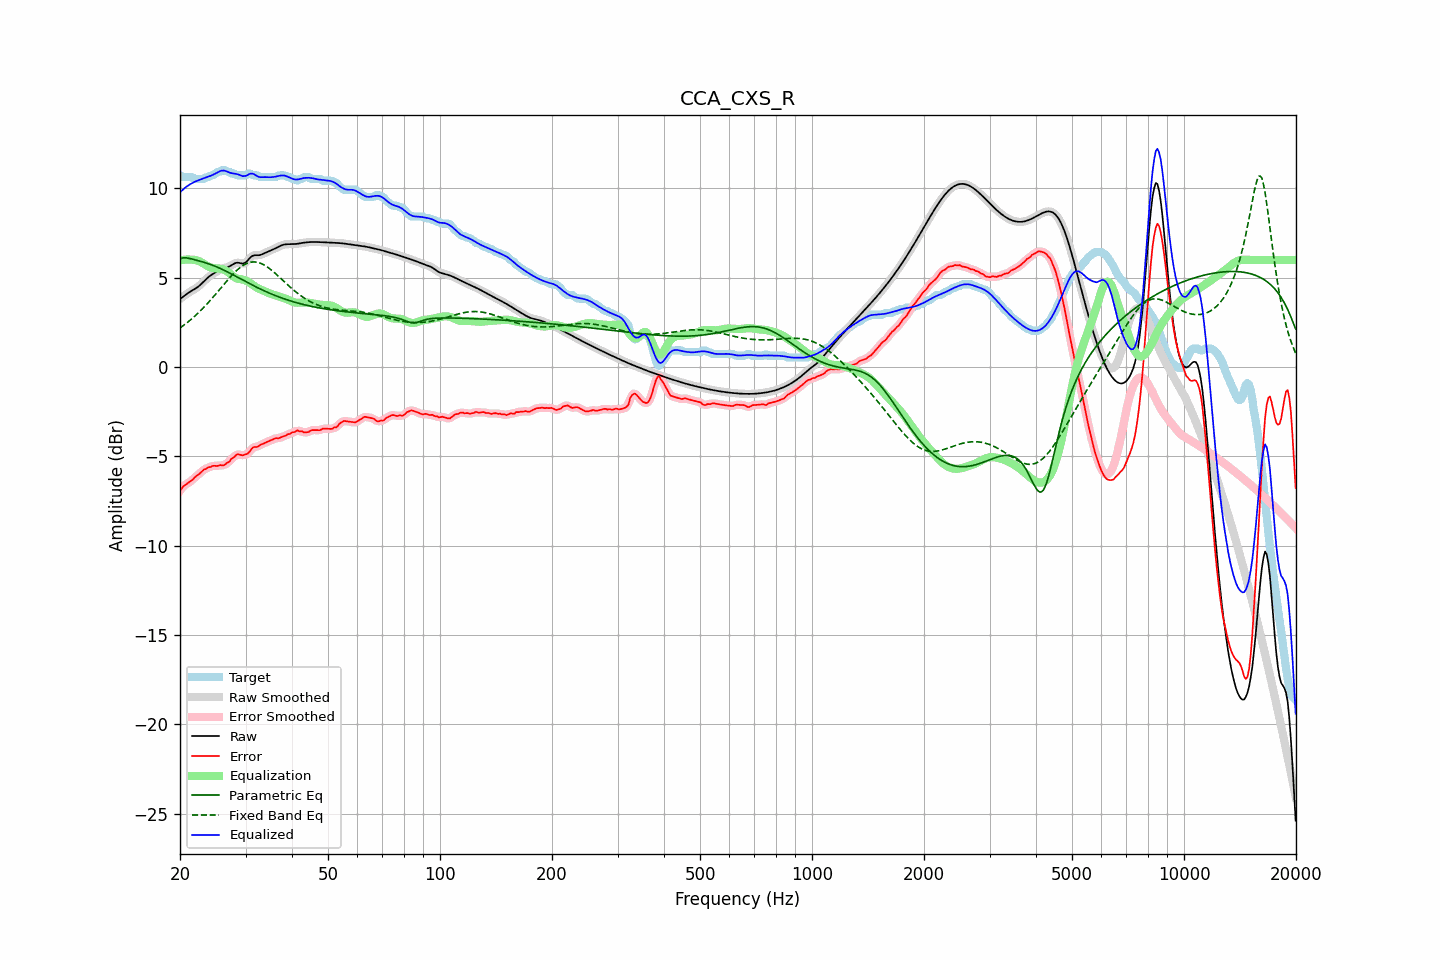 CCA_CXS_R
10
5
0
−5
−10
−15
−20
−25
Amplitude (dBr)
Target
Raw Smoothed
Error Smoothed
Raw
Error
Equalization
Parametric Eq
Fixed Band Eq
Equalized
20 50 100 200 500 1000 2000 5000 10000 20000
Frequency (Hz)